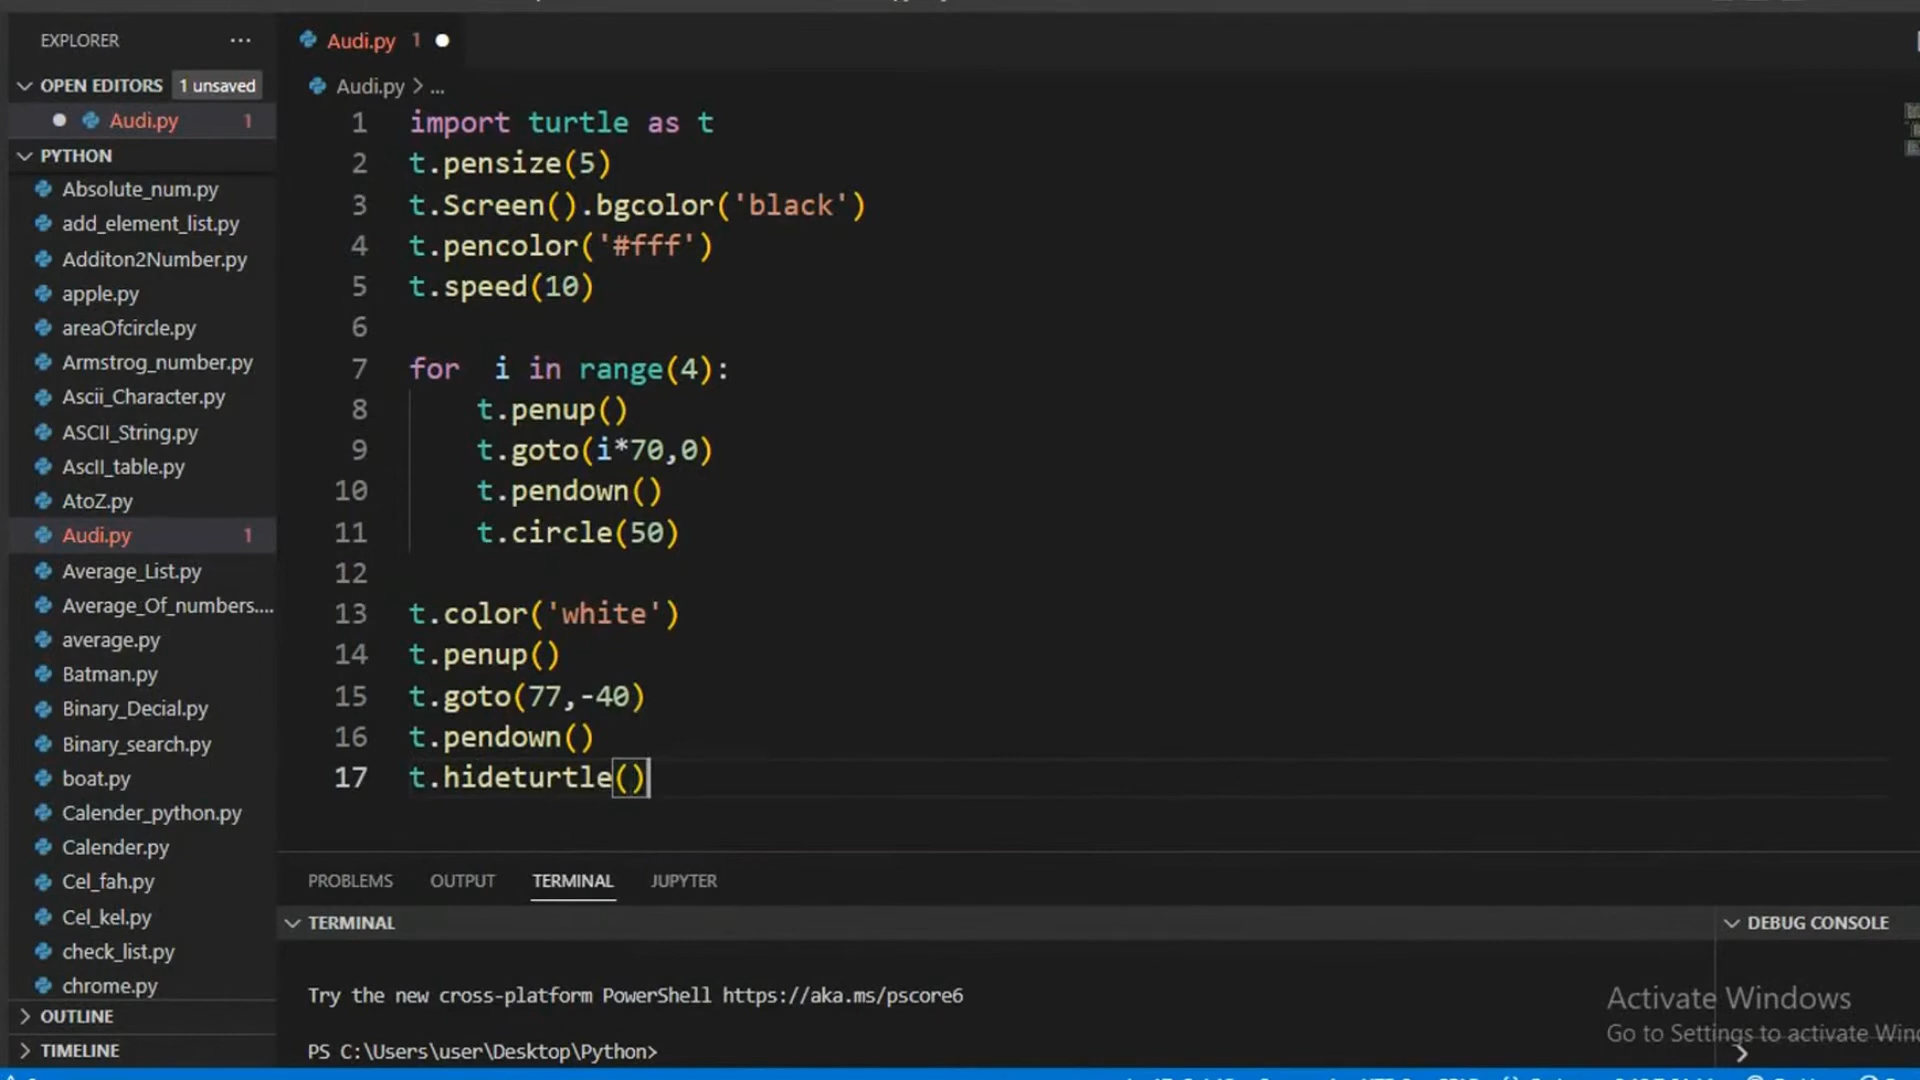 EXPLORER ...
OPEN EDITORS 1 unsaved
Audi.py 1
PYTHON
Absolute_num.py
add_element_list.py
Additon2Number.py
apple.py
areaOfcircle.py
Armstrog_number.py
Ascii_Character.py
ASCII_String.py
AscII_table.py
AtoZ.py
Audi.py 1
Average_List.py
Average_Of_numbers....
average.py
Batman.py
Binary_Decial.py
Binary_search.py
boat.py
Calender_python.py
Calender.py
Cel_fah.py
Cel_kel.py
check_list.py
chrome.py
OUTLINE
TIMELINE
Audi.py 1
Audi.py > ...
1 import turtle as t
2 t.pensize(5)
3 t.Screen().bgcolor('black')
4 t.pencolor('#fff')
5 t.speed(10)
6
7 for  i in range(4):
8     t.penup()
9     t.goto(i*70,0)
10     t.pendown()
11     t.circle(50)
12
13 t.color('white')
14 t.penup()
15 t.goto(77,-40)
16 t.pendown()
17 t.hideturtle()
PROBLEMS OUTPUT TERMINAL JUPYTER
TERMINAL
Try the new cross-platform PowerShell https://aka.ms/pscore6
PS C:\Users\user\Desktop\Python>
DEBUG CONSOLE
>
Activate Windows
Go to Settings to activate Win